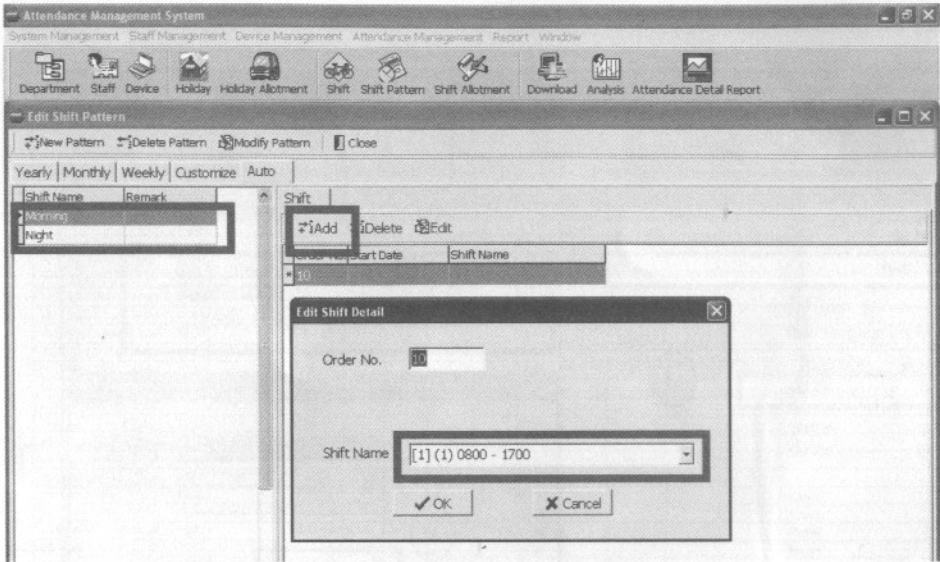 Attendance Management System
System Management Staff Management Device Management Attendance Management Report Window
Department Staff Device Holiday Holiday Allotment Shift Shift Pattern Shift Allotment Download Analysis Attendance Detail Report
Edit Shift Pattern
New Pattern Delete Pattern Modify Pattern Close
Yearly Monthly Weekly Customize Auto
Shift Name Remark
Morning
Night
Shift
Add Delete Edit
Start Date Shift Name
10
Edit Shift Detail
Order No. 10
Shift Name [1] (1) 0800 - 1700
OK Cancel